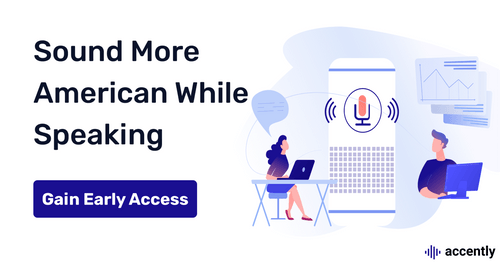 Sound More
American While
Speaking
Gain Early Access
accently